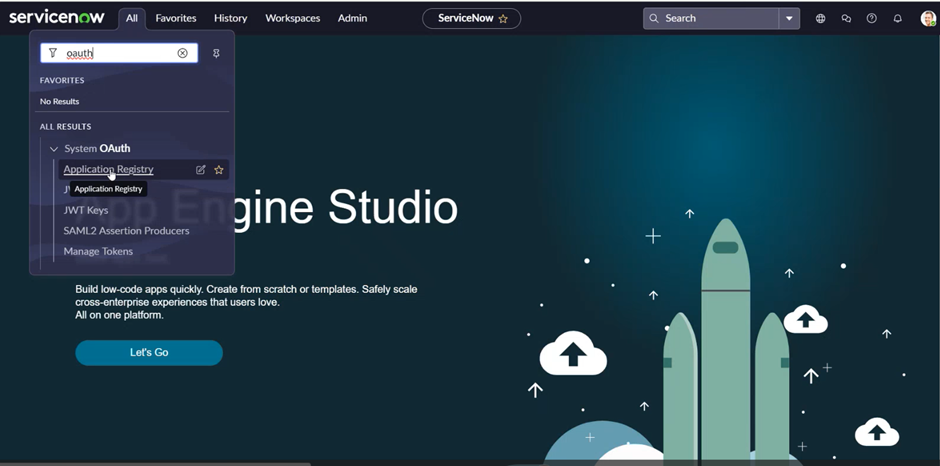 servicenow All Favorites History Workspaces Admin ServiceNow Search
oauth
FAVORITES
No Results
ALL RESULTS
System OAuth
Application Registry
Application Registry
JWT Keys
SAML2 Assertion Producers
Manage Tokens
App Engine Studio
Build low-code apps quickly. Create from scratch or templates. Safely scale
cross-enterprise experiences that users love.
All on one platform.
Let's Go